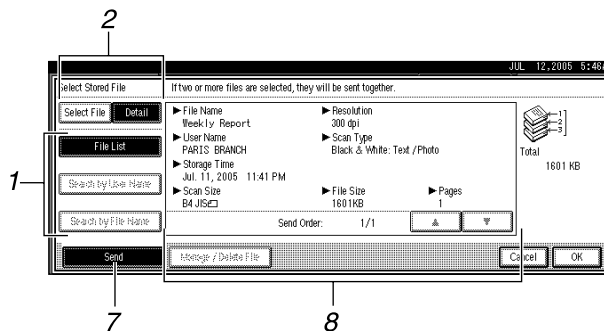 2
JUL 12,2005 5:46
Select Stored File
If two or more files are selected, they will be sent together.
Select File
Detail
▶ File Name
Weekly Report
▶ Resolution
300 dpi
▶ User Name
PARIS BRANCH
▶ Scan Type
Black & White: Text / Photo
▶ Storage Time
Jul. 11, 2005 11:41 PM
▶ Scan Size
B4 JIS
▶ File Size
1601KB
▶ Pages
1
Send Order:
1/1
1
2
3
Total
1601 KB
File List
1
Search by User Name
Search by File Name
Send
Manage / Delete File
Cancel
OK
7
8